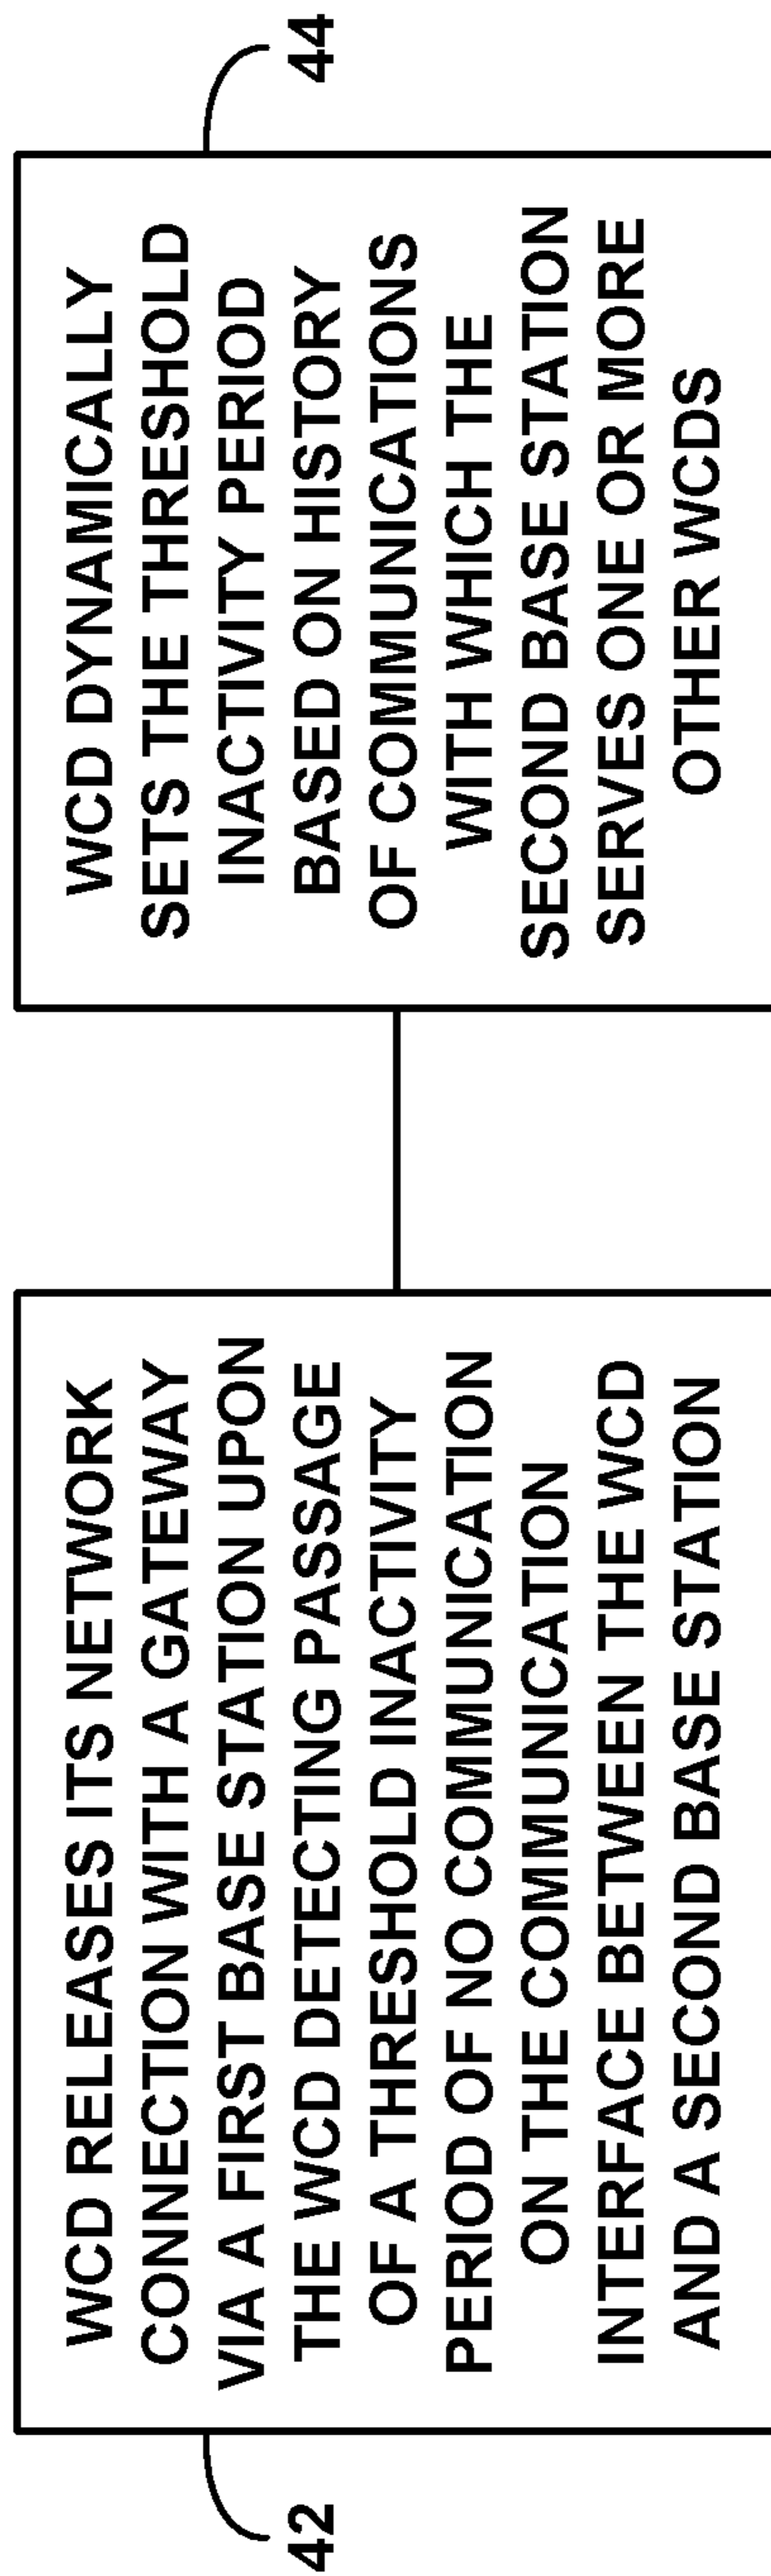 42
WCD RELEASES ITS NETWORK
CONNECTION WITH A GATEWAY
VIA A FIRST BASE STATION UPON
THE WCD DETECTING PASSAGE
OF A THRESHOLD INACTIVITY
PERIOD OF NO COMMUNICATION
ON THE COMMUNICATION
INTERFACE BETWEEN THE WCD
AND A SECOND BASE STATION
WCD DYNAMICALLY
SETS THE THRESHOLD
INACTIVITY PERIOD
BASED ON HISTORY
OF COMMUNICATIONS
WITH WHICH THE
SECOND BASE STATION
SERVES ONE OR MORE
OTHER WCDS
44